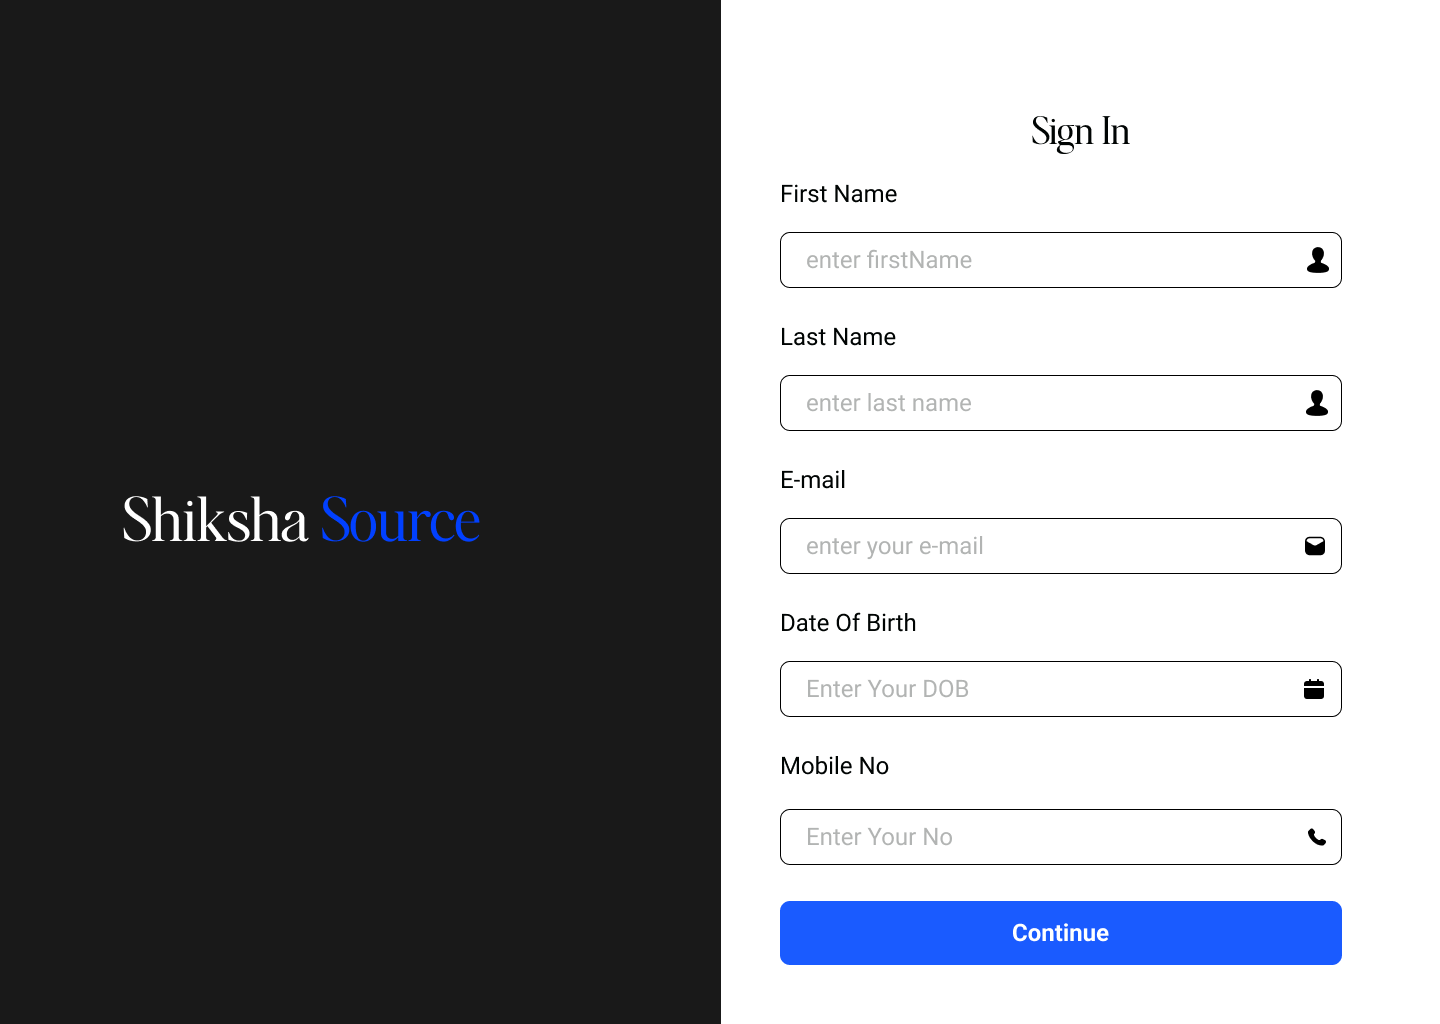 Shiksha Source
Sign In
First Name
enter firstName
Last Name
enter last name
E-mail
enter your e-mail
Date Of Birth
Enter Your DOB
Mobile No
Enter Your No
Continue